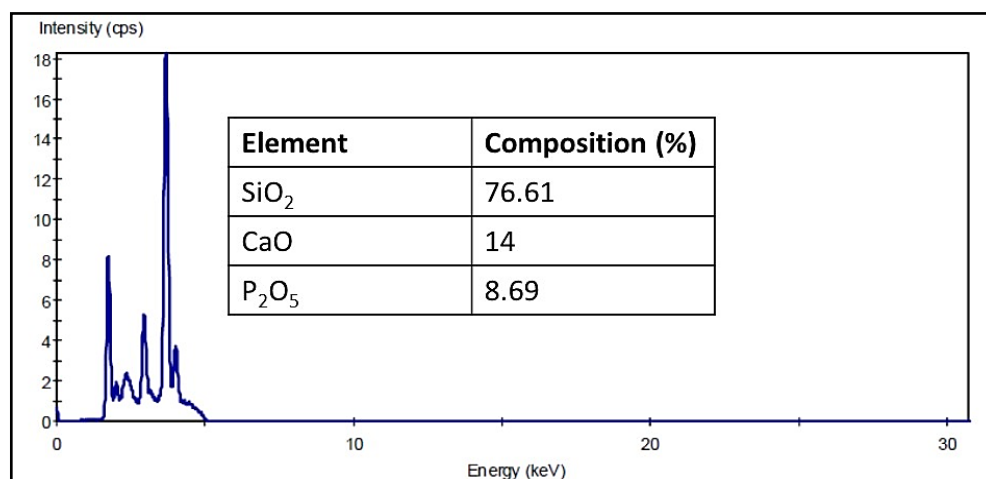 Intensity (cps)
18
16
14
12
10
8
6
4
2
0
Element Composition (%)
SiO₂ 76.61
CaO 14
P₂O₅ 8.69
0 10 20 30
Energy (keV)